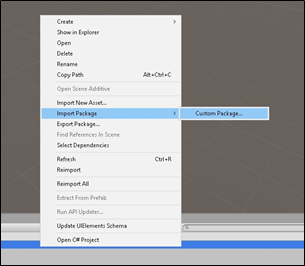 Create
Show in Explorer
Open
Delete
Rename
Copy Path Alt+Ctrl+C
Open Scene Additive
Import New Asset...
Import Package Custom Package...
Export Package...
Find References In Scene
Select Dependencies
Refresh Ctrl+R
Reimport
Reimport All
Extract From Prefab
Run API Updater...
Update UIElements Schema
Open C# Project